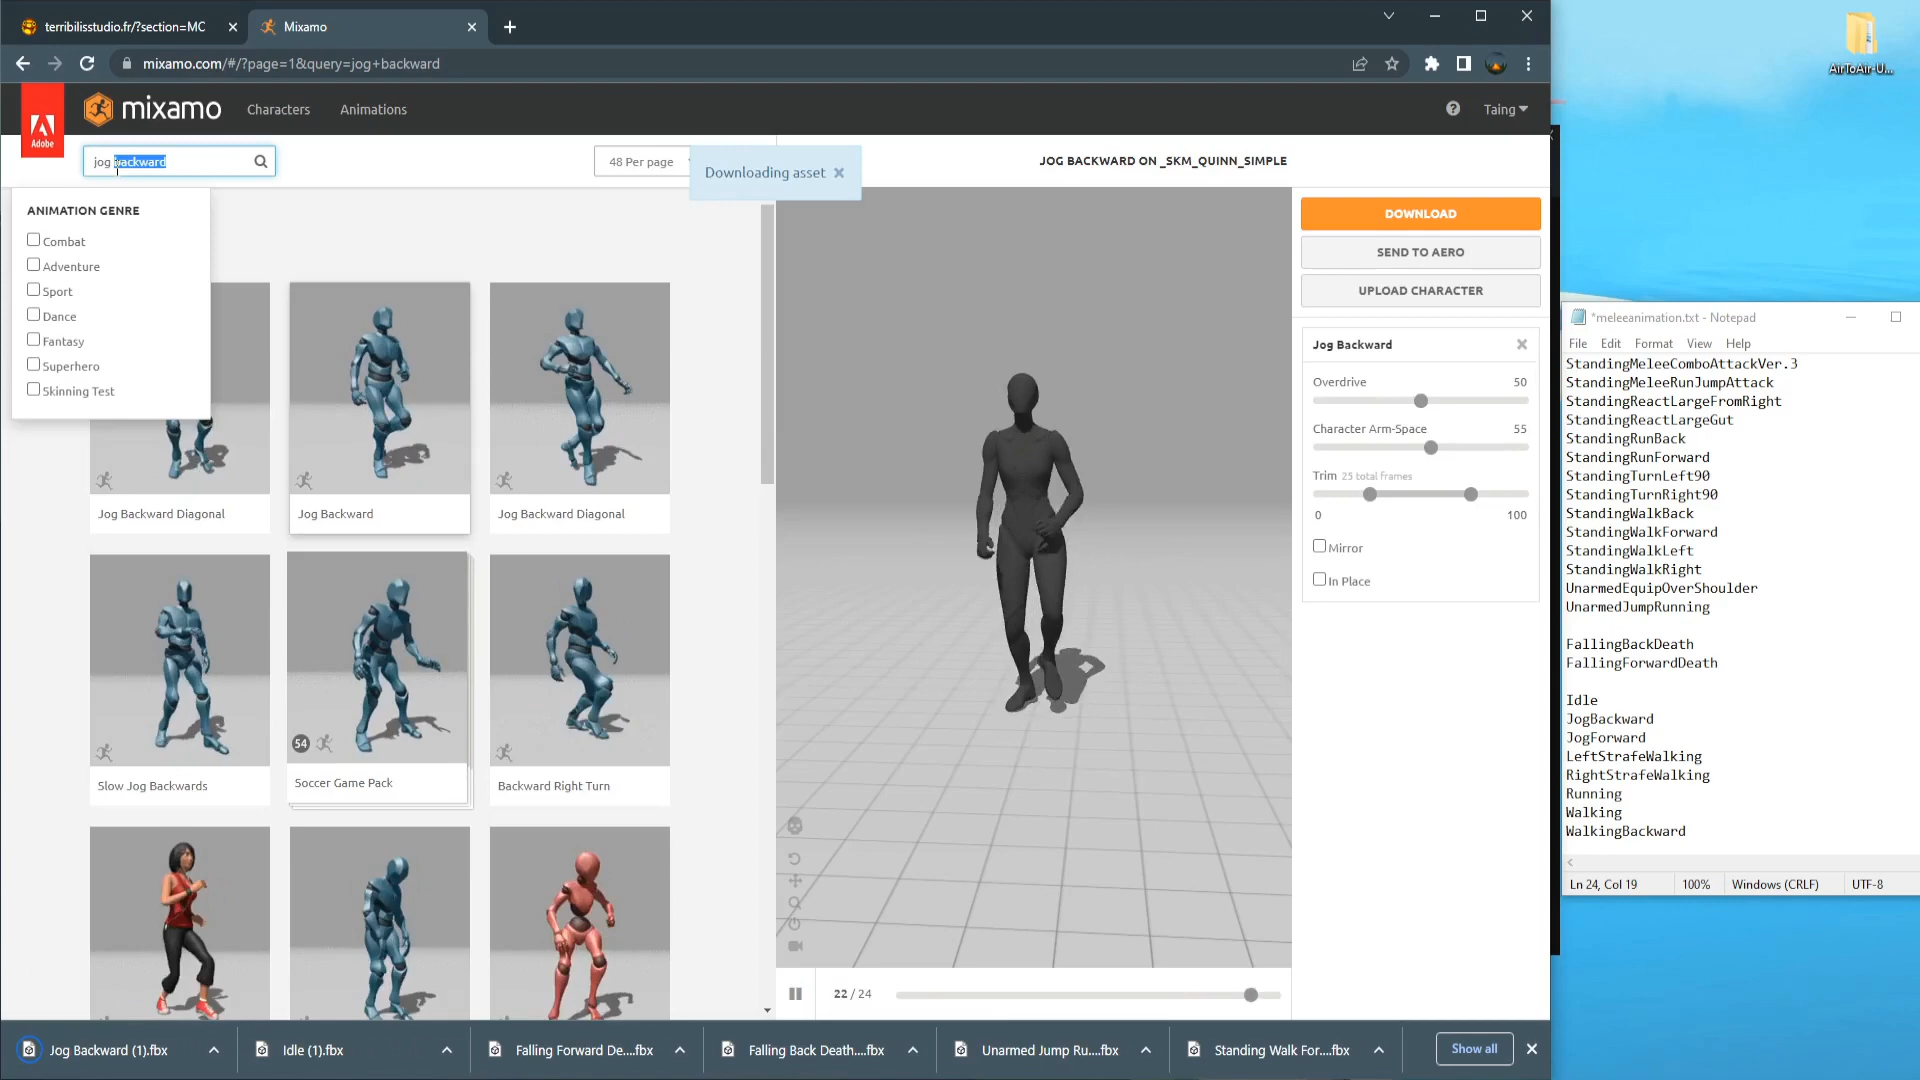 terribilisstudio.fr/?section=MC
Mixamo
mixamo.com/#/?page=1&query=jog+backward
Adobe
mixamo
Characters
Animations
Taing
jog backward
48 Per page
Downloading asset
JOG BACKWARD ON _SKM_QUINN_SIMPLE
ANIMATION GENRE
Combat
Adventure
Sport
Dance
Fantasy
Superhero
Skinning Test
Jog Backward Diagonal
Jog Backward
Jog Backward Diagonal
Slow Jog Backwards
54
Soccer Game Pack
Backward Right Turn
DOWNLOAD
SEND TO AERO
UPLOAD CHARACTER
Jog Backward
Overdrive 50
Character Arm-Space 55
Trim 25 total frames
0 100
Mirror
In Place
22 / 24
Jog Backward (1).fbx
Idle (1).fbx
Falling Forward De....fbx
Falling Back Death....fbx
Unarmed Jump Ru....fbx
Standing Walk For....fbx
Show all
AirToAir-U...
*meleeanimation.txt - Notepad
File Edit Format View Help
StandingMeleeComboAttackVer.3
StandingMeleeRunJumpAttack
StandingReactLargeFromRight
StandingReactLargeGut
StandingRunBack
StandingRunForward
StandingTurnLeft90
StandingTurnRight90
StandingWalkBack
StandingWalkForward
StandingWalkLeft
StandingWalkRight
UnarmedEquipOverShoulder
UnarmedJumpRunning
FallingBackDeath
FallingForwardDeath
Idle
JogBackward
JogForward
LeftStrafeWalking
RightStrafeWalking
Running
Walking
WalkingBackward
Ln 24, Col 19 100% Windows (CRLF) UTF-8